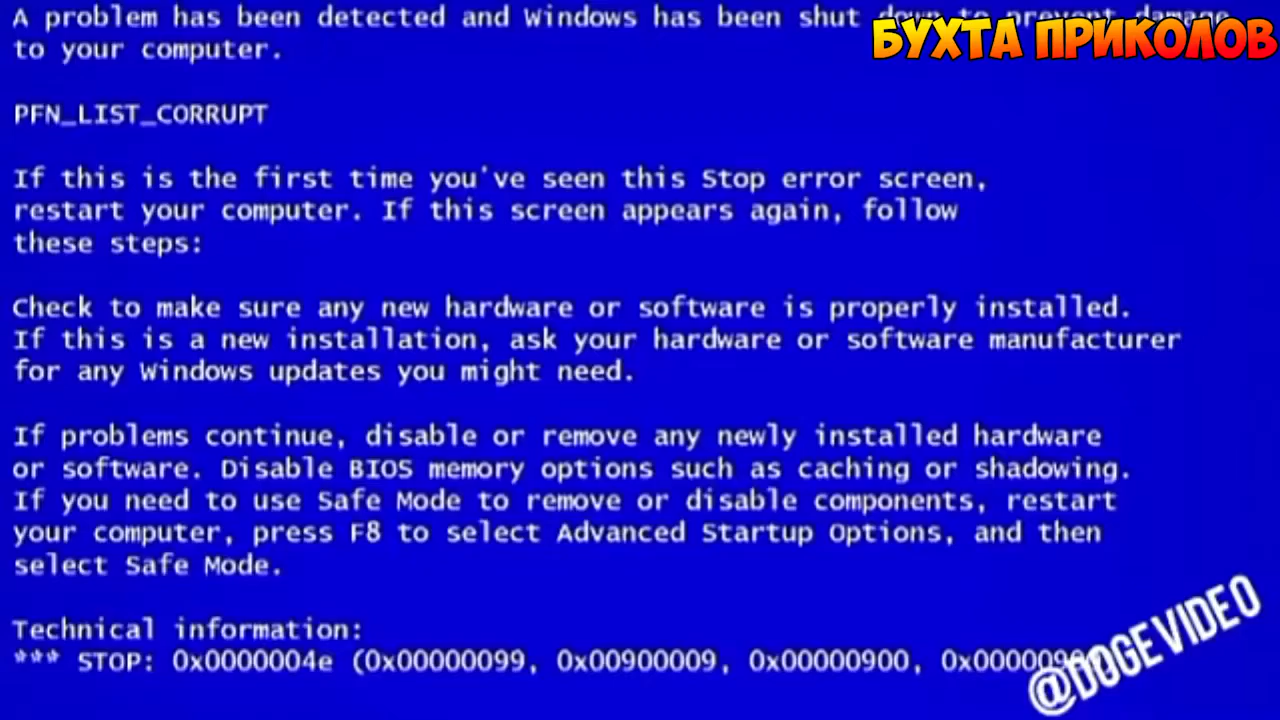 A problem has been detected and Windows has been shut down to prevent damage
to your computer.
БУХТА ПРИКОЛОВ
PFN_LIST_CORRUPT
If this is the first time you've seen this Stop error screen,
restart your computer. If this screen appears again, follow
these steps:
Check to make sure any new hardware or software is properly installed.
If this is a new installation, ask your hardware or software manufacturer
for any Windows updates you might need.
If problems continue, disable or remove any newly installed hardware
or software. Disable BIOS memory options such as caching or shadowing.
If you need to use Safe Mode to remove or disable components, restart
your computer, press F8 to select Advanced Startup Options, and then
select Safe Mode.
Technical information:
*** STOP: 0x0000004e (0x00000099, 0x00900009, 0x00000900,
@DOGEVIDEO